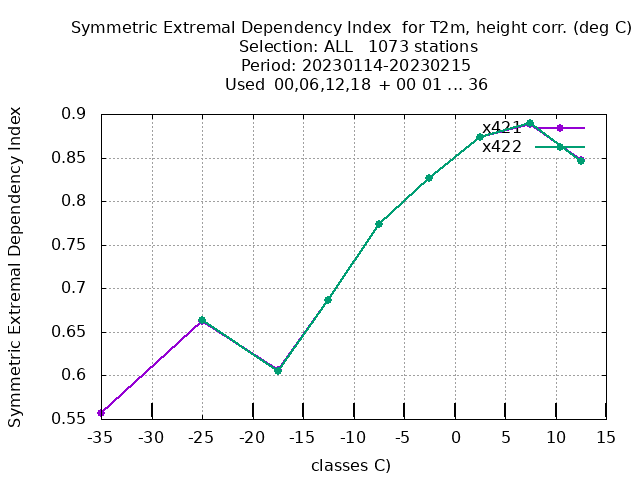 Symmetric Extremal Dependency Index  for T2m, height corr. (deg C)
Selection: ALL   1073 stations
Period: 20230114-20230215
Used  00,06,12,18  + 00 01 ... 36
Symmetric Extremal Dependency Index
0.9
0.85
0.8
0.75
0.7
0.65
0.6
0.55
x421
x422
-35 -30 -25 -20 -15 -10 -5 0 5 10 15
classes C)